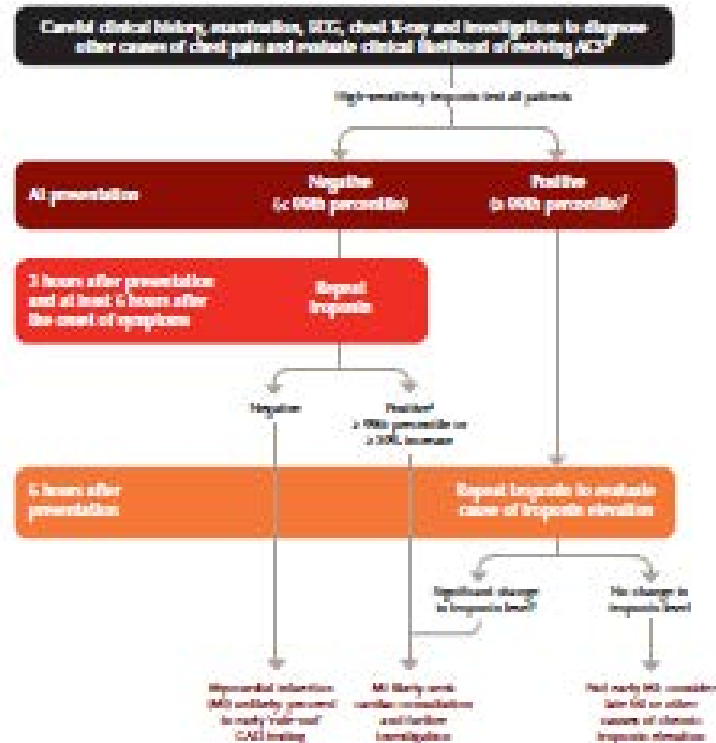 Careful clinical history, examination, ECG, chest X-ray and investigations to diagnose
other causes of chest pain and evaluate clinical likelihood of evolving ACS
High-sensitivity troponin test all patients
At presentation
Negative
(< 99th percentile)
Positive
(≥ 99th percentile)
3 hours after presentation
and at least 6 hours after
the onset of symptoms
Repeat
troponin
Negative
Positive
≥ 99th percentile or
increase
6 hours after
presentation
Repeat troponin to evaluate
cause of troponin elevation
Significant change
in troponin level
No change in
troponin level
Myocardial infarction
(MI) unlikely: proceed
to early 'rule-out'
CAD testing
MI likely: seek
cardiac consultation
and further
investigation
Not early MI: consider
late MI or other
causes of chronic
troponin elevation